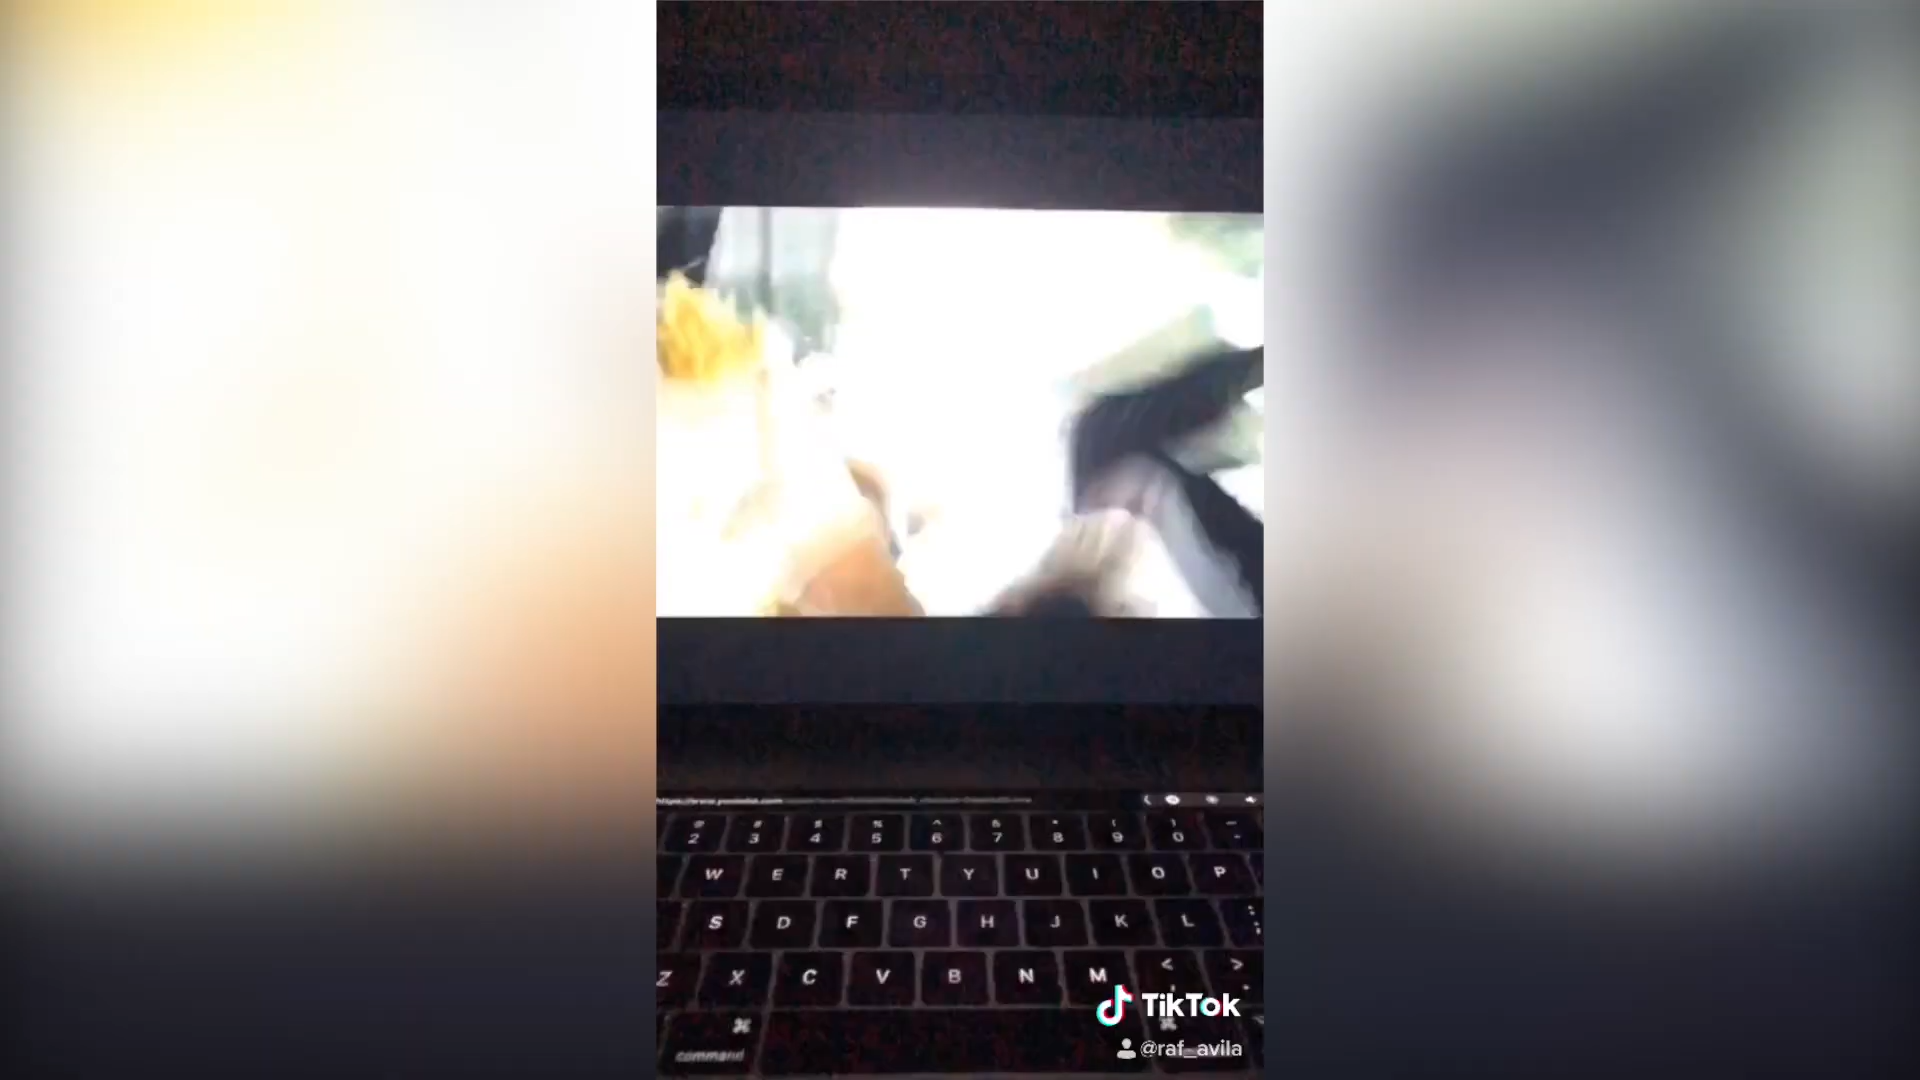 @ # $ % ^ & * ( ) —
2 3 4 5 6 7 8 9 0 -
W E R T Y U I O P
S D F G H J K L : ;
Z X C V B N M < , > .
⌘ ⌘
command
TikTok
@raf_avila